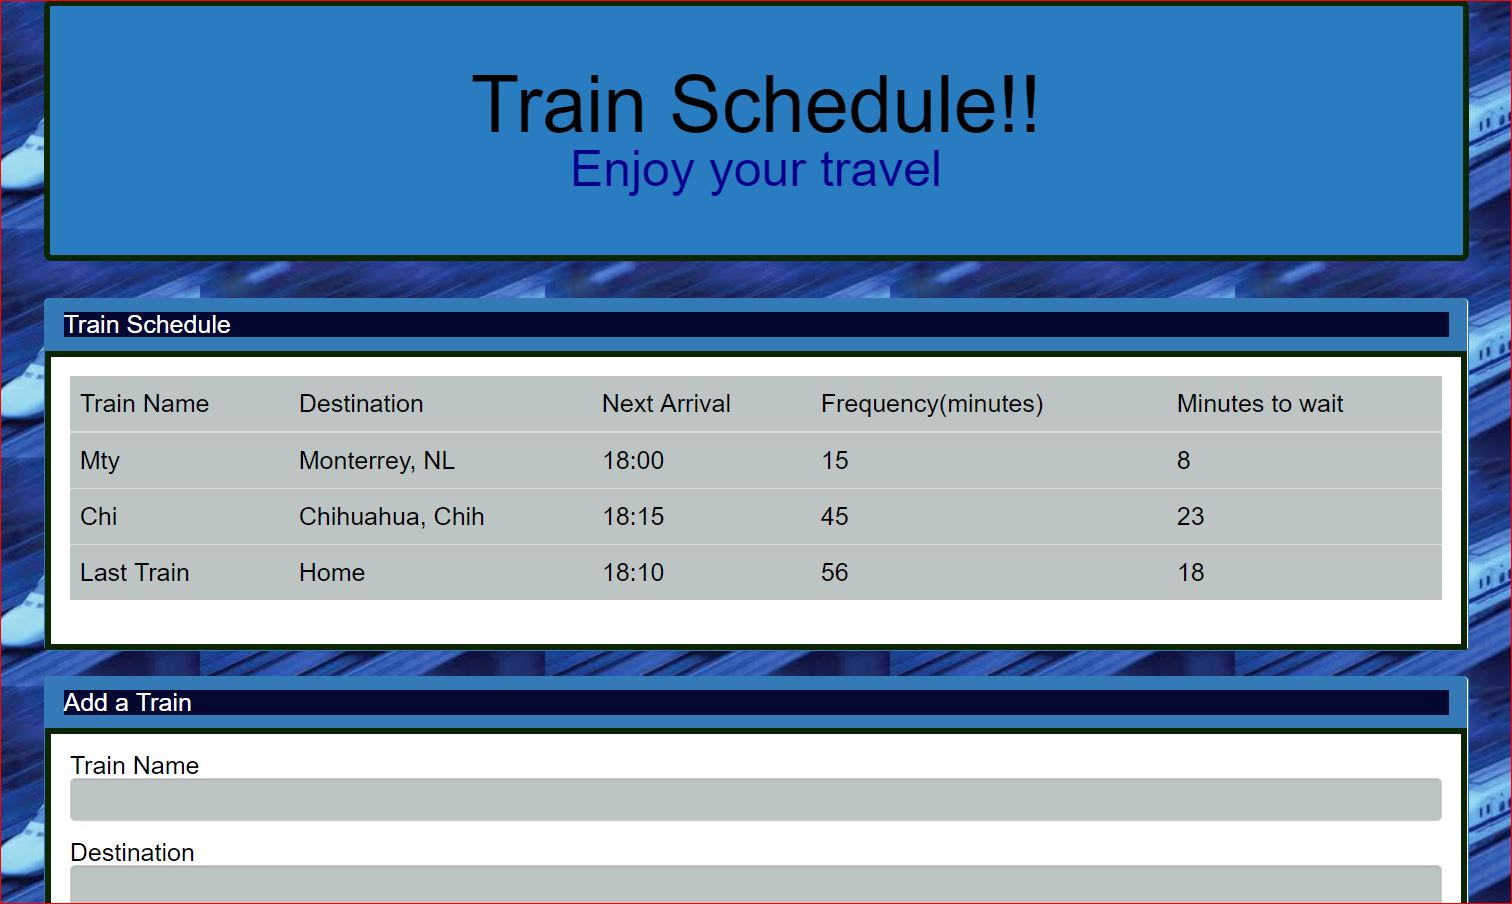 Train Schedule!!
Enjoy your travel
Train Schedule
Train Name Destination Next Arrival Frequency(minutes) Minutes to wait
Mty Monterrey, NL 18:00 15 8
Chi Chihuahua, Chih 18:15 45 23
Last Train Home 18:10 56 18
Add a Train
Train Name
Destination